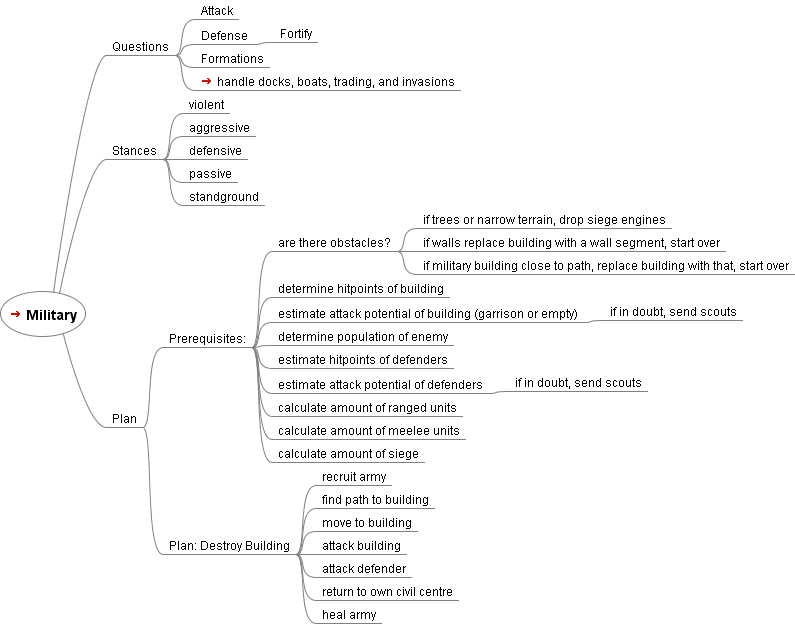 Attack
Questions
Defense
Fortify
Formations
handle docks, boats, trading, and invasions
violent
aggressive
Stances
defensive
passive
standground
if trees or narrow terrain, drop siege engines
are there obstacles?
if walls replace building with a wall segment, start over
if military building close to path, replace building with that, start over
determine hitpoints of building
Military
estimate attack potential of building (garrison or empty)
if in doubt, send scouts
Prerequisites:
determine population of enemy
estimate hitpoints of defenders
estimate attack potential of defenders
if in doubt, send scouts
calculate amount of ranged units
Plan
calculate amount of meelee units
calculate amount of siege
recruit army
find path to building
move to building
Plan: Destroy Building
attack building
attack defender
return to own civil centre
heal army